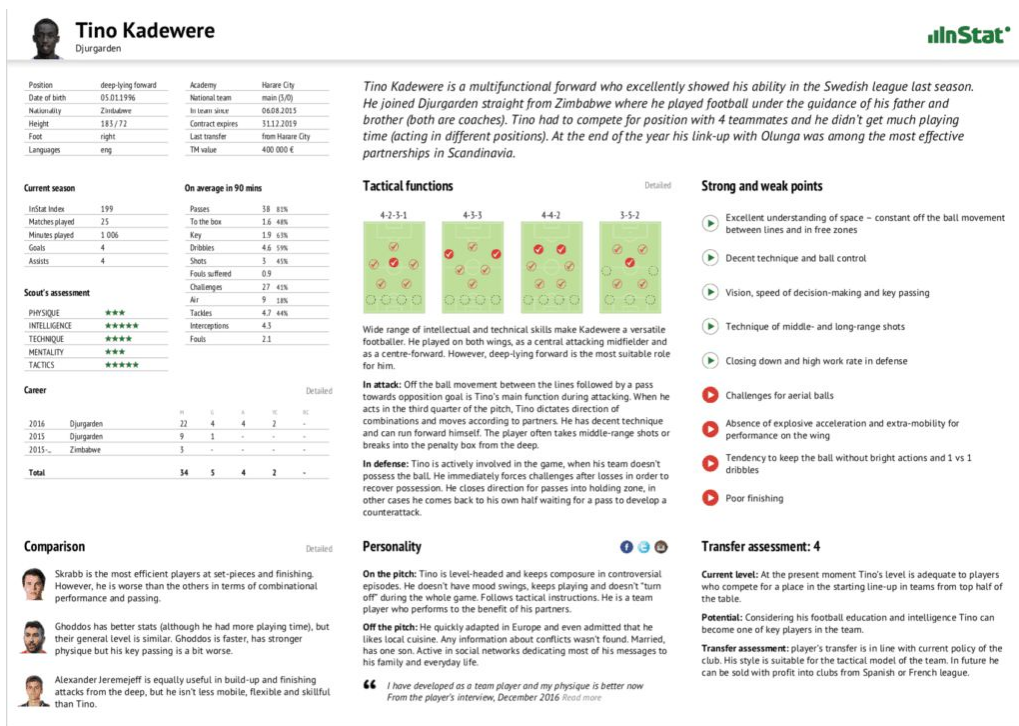 Tino Kadewere
Djurgarden
InStat
Position deep-lying forward
Date of birth 05.01.1996
Nationality Zimbabwe
Height 183/72
Foot right
Languages eng
Academy Harare City
National team main (3/0)
In team since 06.08.2015
Contract expires 31.12.2019
Last transfer from Harare City
TM value 400 000 €
Tino Kadewere is a multifunctional forward who excellently showed his ability in the Swedish league last season.
He joined Djurgarden straight from Zimbabwe where he played football under the guidance of his father and
brother (both are coaches). Tino had to compete for position with 4 teammates and he didn't get much playing
time (acting in different positions). At the end of the year his link-up with Olunga was among the most effective
partnerships in Scandinavia.
Current season
InStat Index 199
Matches played 25
Minutes played 1 006
Goals 4
Assists 4
On average in 90 mins
Passes 38 81%
To the box 1.6 48%
Key 1.9 63%
Dribbles 4.6 59%
Shots 3 45%
Fouls suffered 0.9
Challenges 27 41%
Air 9 18%
Tackles 4.7 44%
Interceptions 4.3
Fouls 2.1
Scout's assessment
PHYSIQUE ★★★
INTELLIGENCE ★★★★★
TECHNIQUE ★★★★
MENTALITY ★★★
TACTICS ★★★★★
Career Detailed
M G A YC RC
2016 Djurgarden 22 4 4 2 -
2015 Djurgarden 9 1 - - -
2015-.. Zimbabwe 3 - - - -
Total 34 5 4 2 -
Tactical functions Detailed
4-2-3-1 4-3-3 4-4-2 3-5-2
Wide range of intellectual and technical skills make Kadewere a versatile
footballer. He played on both wings, as a central attacking midfielder and
as a centre-forward. However, deep-lying forward is the most suitable role
for him.
In attack: Off the ball movement between the lines followed by a pass
towards opposition goal is Tino's main function during attacking. When he
acts in the third quarter of the pitch, Tino dictates direction of
combinations and moves according to partners. He has decent technique
and can run forward himself. The player often takes middle-range shots or
breaks into the penalty box from the deep.
In defense: Tino is actively involved in the game, when his team doesn't
possess the ball. He immediately forces challenges after losses in order to
recover possession. He closes direction for passes into holding zone, in
other cases he comes back to his own half waiting for a pass to develop a
counterattack.
Strong and weak points
Excellent understanding of space – constant off the ball movement
between lines and in free zones
Decent technique and ball control
Vision, speed of decision-making and key passing
Technique of middle- and long-range shots
Closing down and high work rate in defense
Challenges for aerial balls
Absence of explosive acceleration and extra-mobility for
performance on the wing
Tendency to keep the ball without bright actions and 1 vs 1
dribbles
Poor finishing
Comparison Detailed
Skrabb is the most efficient players at set-pieces and finishing.
However, he is worse than the others in terms of combinational
performance and passing.
Ghoddos has better stats (although he had more playing time), but
their general level is similar. Ghoddos is faster, has stronger
physique but his key passing is a bit worse.
Alexander Jeremejeff is equally useful in build-up and finishing
attacks from the deep, but he isn't less mobile, flexible and skillful
than Tino.
Personality
On the pitch: Tino is level-headed and keeps composure in controversial
episodes. He doesn't have mood swings, keeps playing and doesn't "turn
off" during the whole game. Follows tactical instructions. He is a team
player who performs to the benefit of his partners.
Off the pitch: He quickly adapted in Europe and even admitted that he
likes local cuisine. Any information about conflicts wasn't found. Married,
has one son. Active in social networks dedicating most of his messages to
his family and everyday life.
“ I have developed as a team player and my physique is better now
From the player's interview, December 2016 Read more
Transfer assessment: 4
Current level: At the present moment Tino's level is adequate to players
who compete for a place in the starting line-up in teams from top half of
the table.
Potential: Considering his football education and intelligence Tino can
become one of key players in the team.
Transfer assessment: player's transfer is in line with current policy of the
club. His style is suitable for the tactical model of the team. In future he
can be sold with profit into clubs from Spanish or French league.